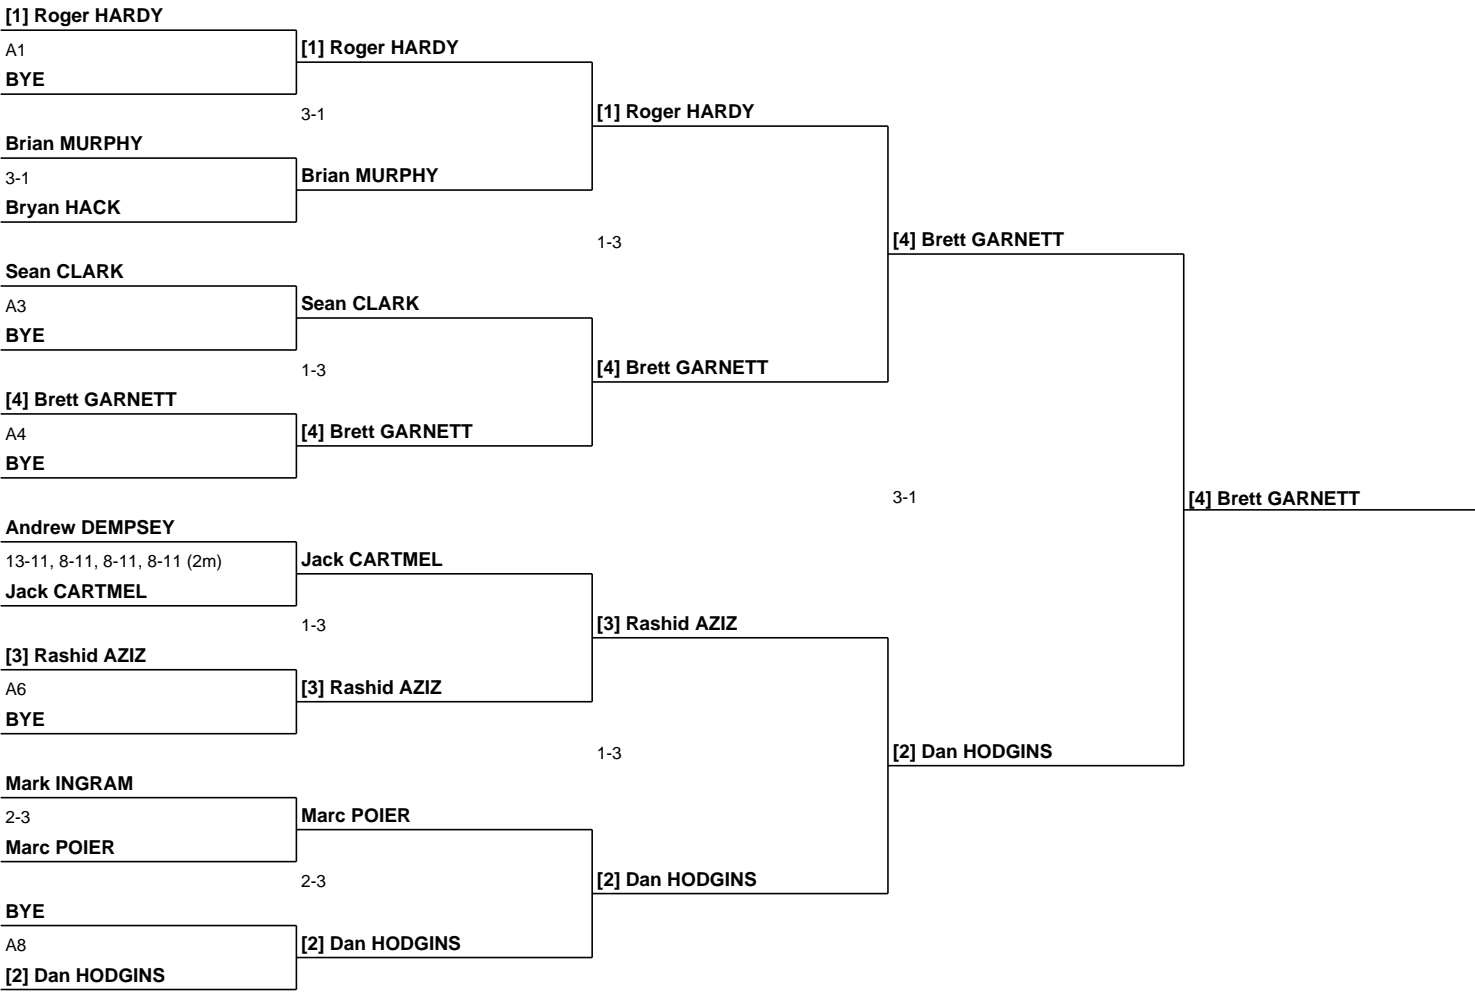 [1] Roger HARDY
A1
BYE
[1] Roger HARDY
3-1
[1] Roger HARDY
Brian MURPHY
3-1
Bryan HACK
Brian MURPHY
1-3
[4] Brett GARNETT
Sean CLARK
A3
BYE
Sean CLARK
1-3
[4] Brett GARNETT
[4] Brett GARNETT
A4
BYE
[4] Brett GARNETT
3-1
[4] Brett GARNETT
Andrew DEMPSEY
13-11, 8-11, 8-11, 8-11 (2m)
Jack CARTMEL
Jack CARTMEL
1-3
[3] Rashid AZIZ
[3] Rashid AZIZ
A6
BYE
[3] Rashid AZIZ
1-3
[2] Dan HODGINS
Mark INGRAM
2-3
Marc POIER
Marc POIER
2-3
[2] Dan HODGINS
BYE
A8
[2] Dan HODGINS
[2] Dan HODGINS